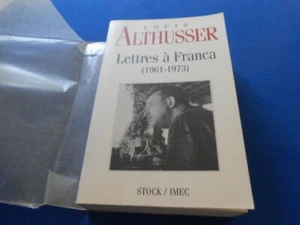 LOUIS
ALTHUSSER
Lettres à Franca
(1961-1973)
STOCK / IMEC